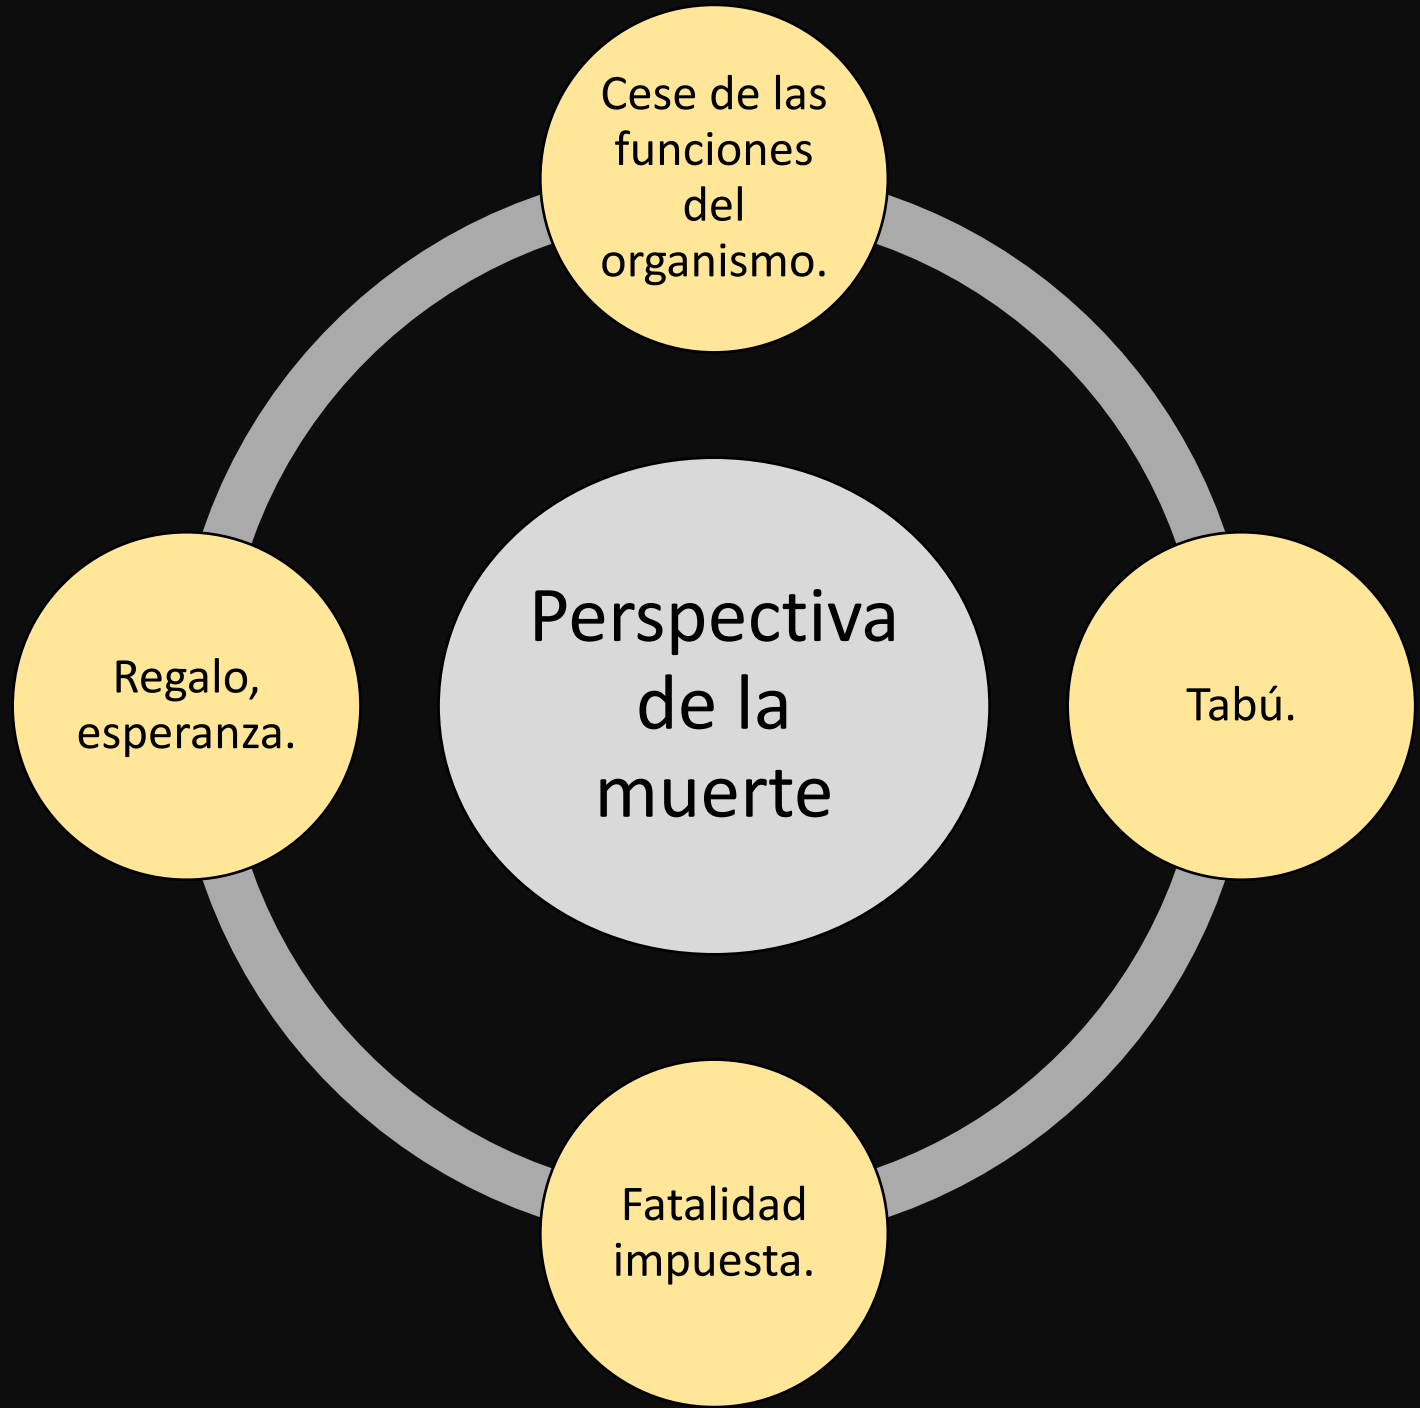 Cese de las
funciones
del
organismo.
Perspectiva
de la
muerte
Regalo,
esperanza.
Tabú.
Fatalidad
impuesta.